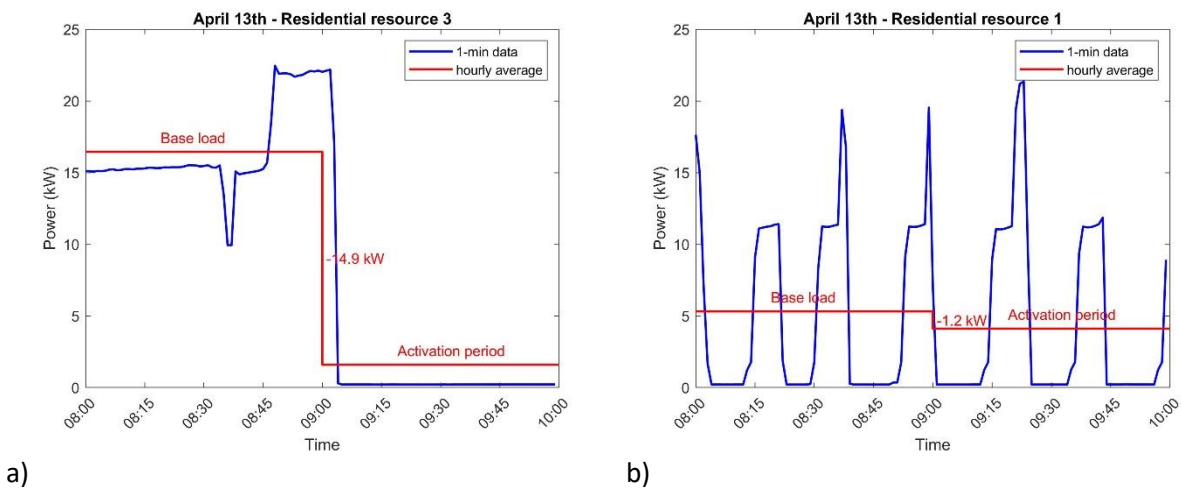 April 13th - Residential resource 3
25
20
15
10
5
0
Power (kW)
1-min data
hourly average
Base load
-14.9 kW
Activation period
08:00
08:15
08:30
08:45
09:00
09:15
09:30
09:45
10:00
Time
a)
April 13th - Residential resource 1
25
20
15
10
5
0
Power (kW)
1-min data
hourly average
Base load
-1.2 kW
Activation period
08:00
08:15
08:30
08:45
09:00
09:15
09:30
09:45
10:00
Time
b)